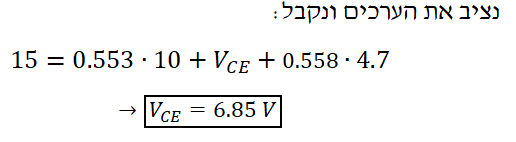 נציב את הערכים ונקבל:
15 = 0.553 · 10 + V_CE + 0.558 · 4.7
→ V_CE = 6.85 V